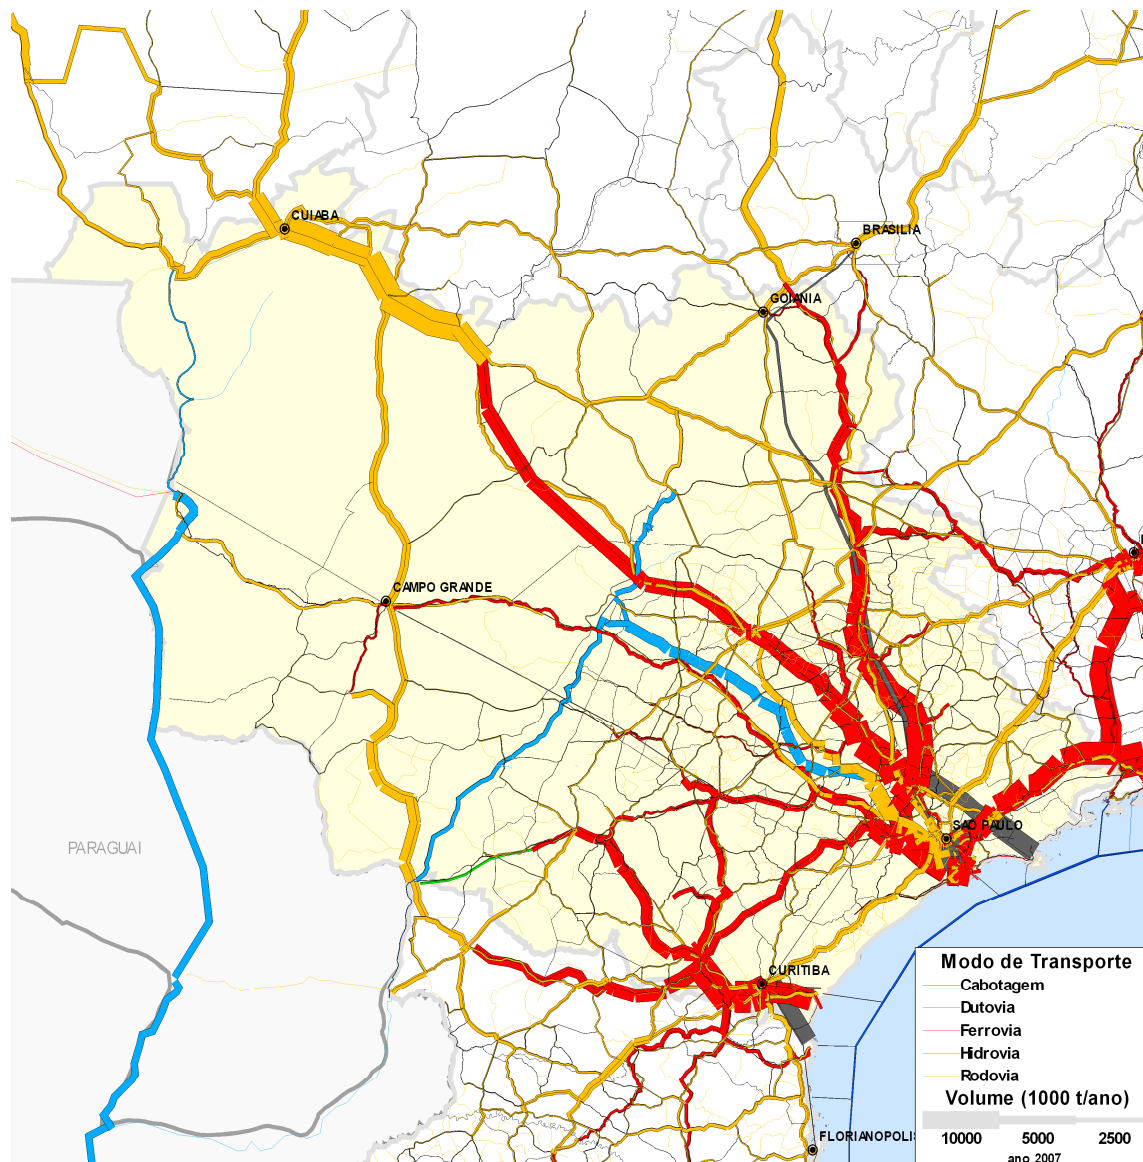 CUIABA
BRASILIA
GOIANIA
CAMPO GRANDE
PARAGUAI
SAO PAULO
CURITIBA
FLORIANOPOLIS
Modo de Transporte
Cabotagem
Dutovia
Ferrovia
Hidrovia
Rodovia
Volume (1000 t/ano)
10000 5000 2500
ano 2007